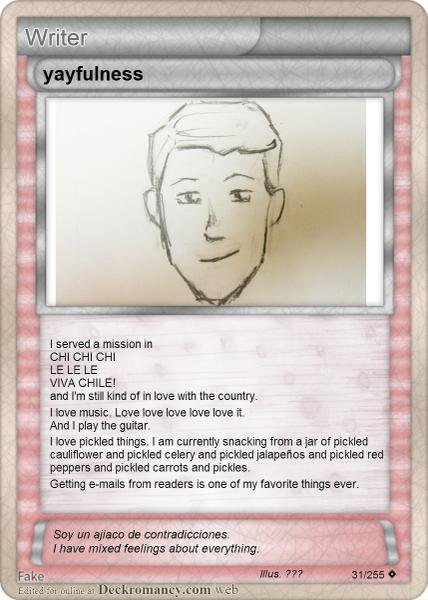 Writer
yayfulness
I served a mission in
CHI CHI CHI
LE LE LE
VIVA CHILE!
and I'm still kind of in love with the country.
I love music. Love love love love love it.
And I play the guitar.
I love pickled things. I am currently snacking from a jar of pickled
cauliflower and pickled celery and pickled jalapeños and pickled red
peppers and pickled carrots and pickles.
Getting e-mails from readers is one of my favorite things ever.
Soy un ajiaco de contradicciones.
I have mixed feelings about everything.
Fake
Illus. ???
31/255
Edited for online at Deckromancy.com web